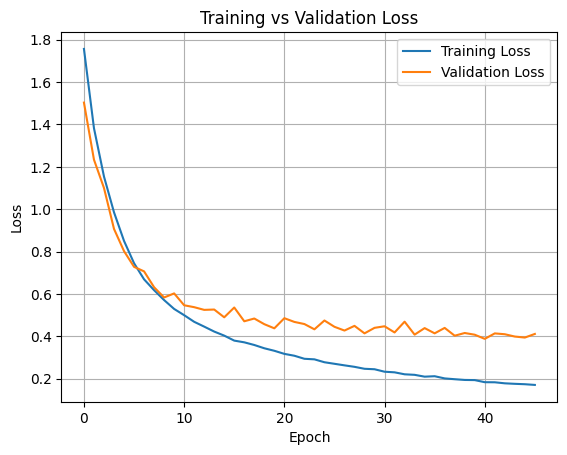 Training vs Validation Loss
Training Loss
Validation Loss
1.8
1.6
1.4
1.2
1.0
0.8
0.6
0.4
0.2
Loss
0 10 20 30 40
Epoch